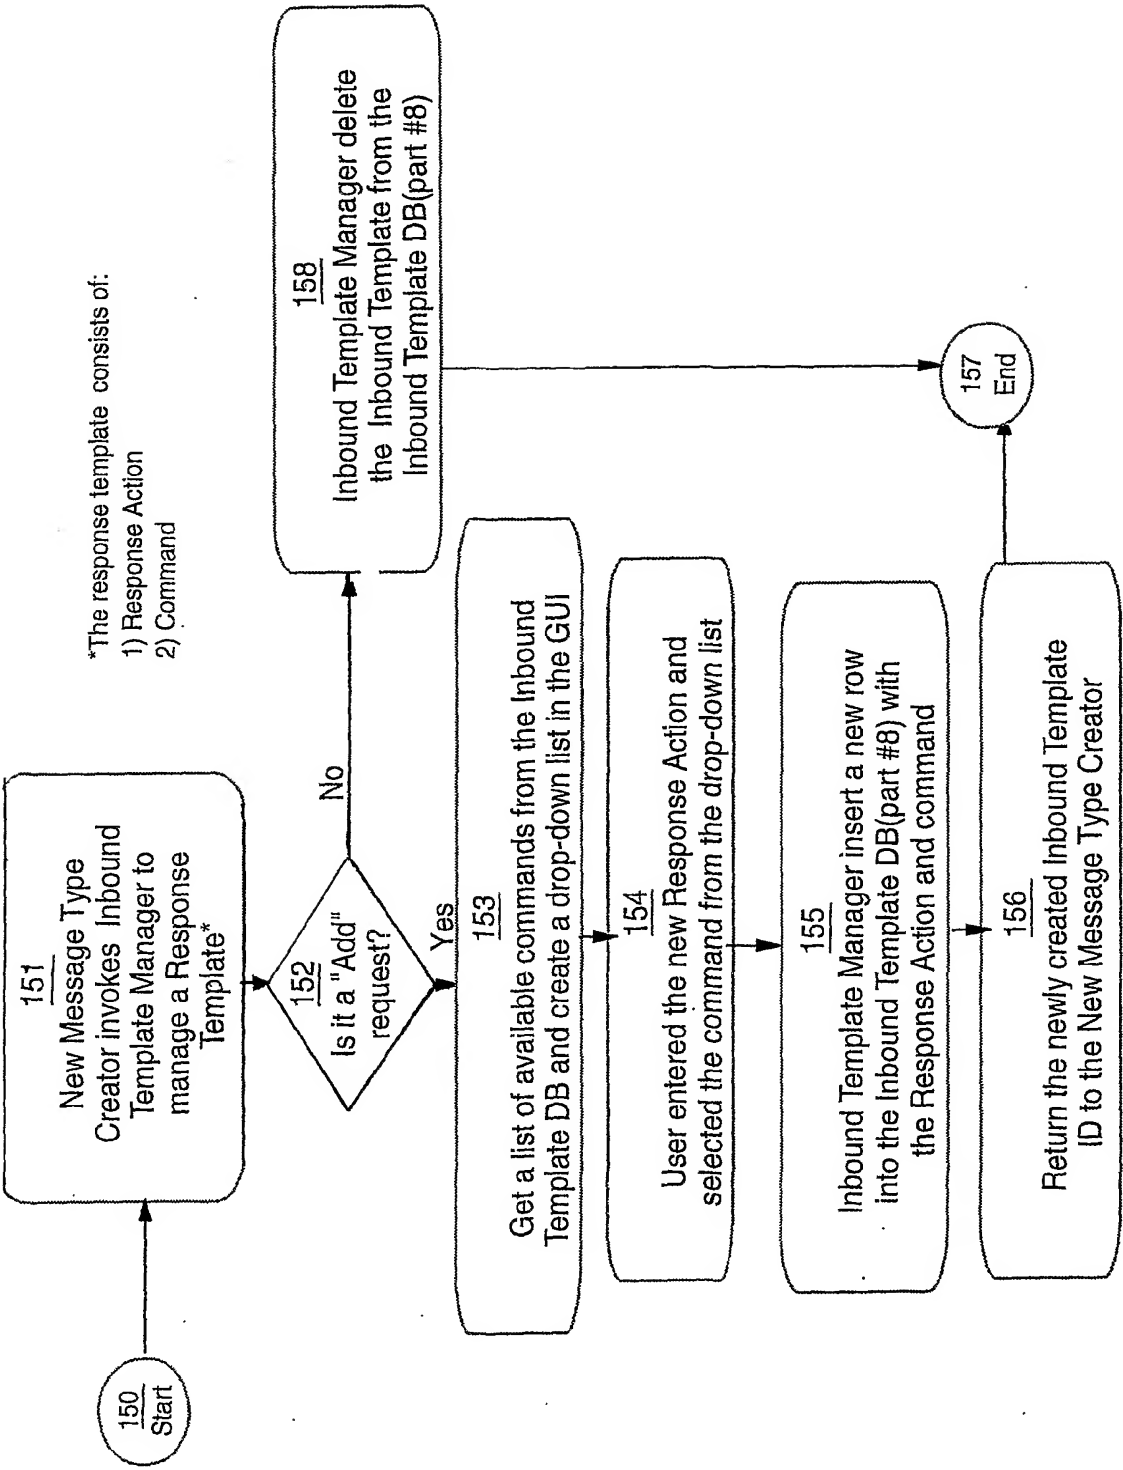 150
Start
151
New Message Type
Creator invokes Inbound
Template Manager to
manage a Response
Template*
*The response template consists of:
1) Response Action
2) Command
152
Is it a "Add"
request?
No
Yes
158
Inbound Template Manager delete
the Inbound Template from the
Inbound Template DB(part #8)
153
Get a list of available commands from the Inbound
Template DB and create a drop-down list in the GUI
154
User entered the new Response Action and
selected the command from the drop-down list
155
Inbound Template Manager insert a new row
into the Inbound Template DB(part #8) with
the Response Action and command
156
Return the newly created Inbound Template
ID to the New Message Type Creator
157
End